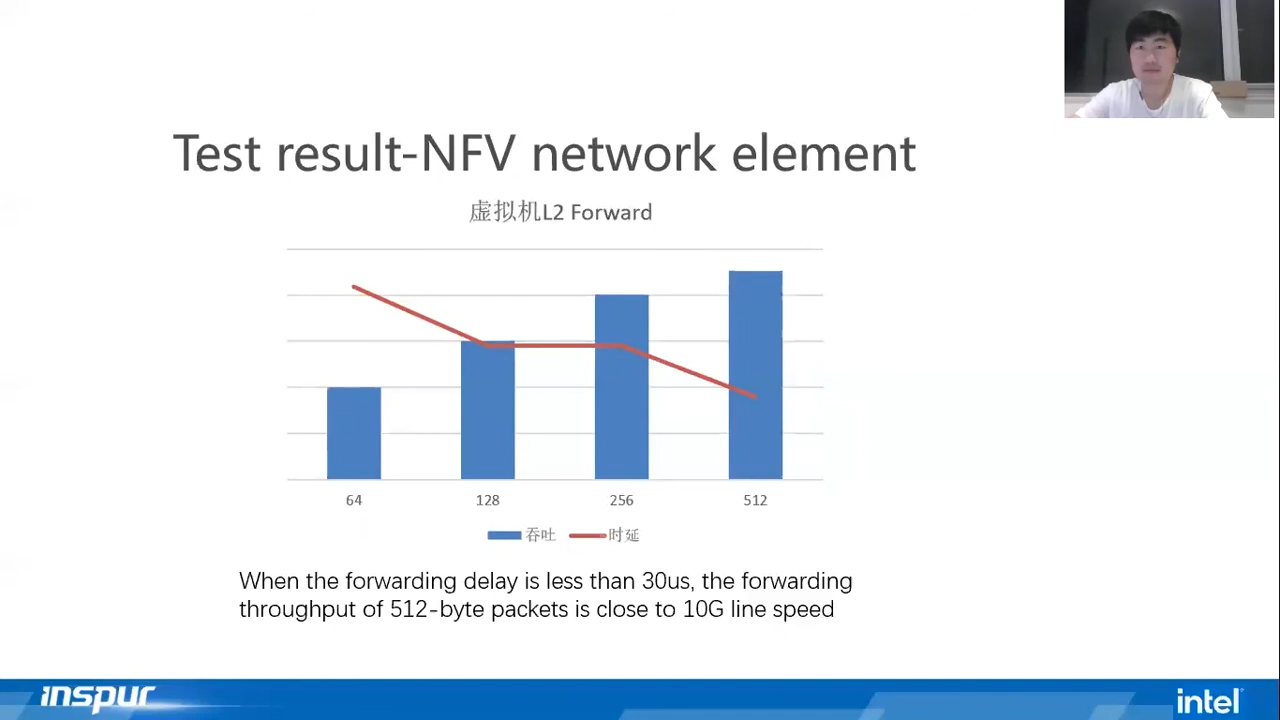 Test result-NFV network element
虚拟机L2 Forward
64 128 256 512
吞吐 时延
When the forwarding delay is less than 30us, the forwarding
throughput of 512-byte packets is close to 10G line speed
inspur intel